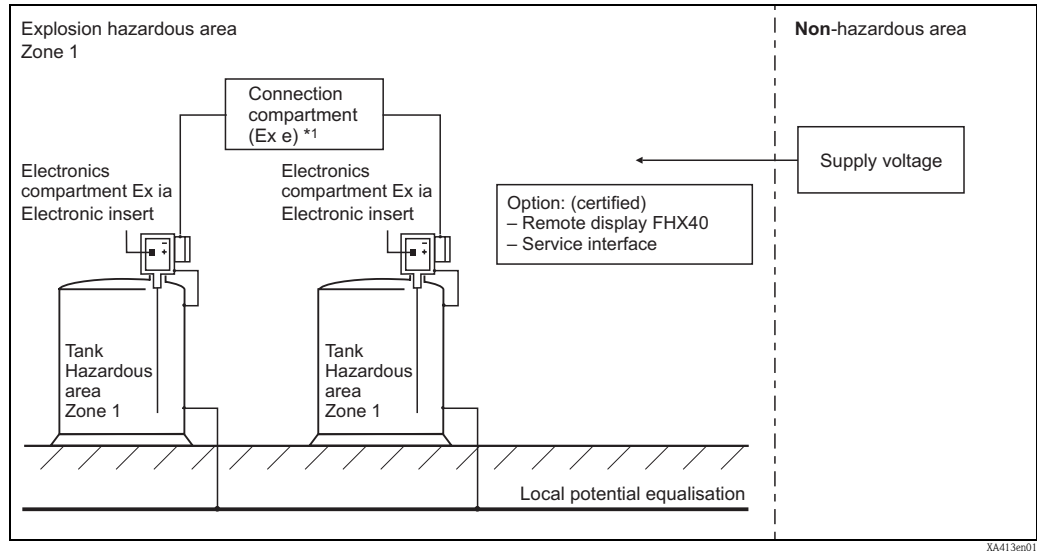 Explosion hazardous area
Zone 1
Non-hazardous area
Connection
compartment
(Ex e) *1
Supply voltage
Electronics
compartment Ex ia
Electronic insert
Electronics
compartment Ex ia
Electronic insert
Option: (certified)
– Remote display FHX40
– Service interface
– +
– +
Tank
Hazardous
area
Zone 1
Tank
Hazardous
area
Zone 1
Local potential equalisation
XA413en01